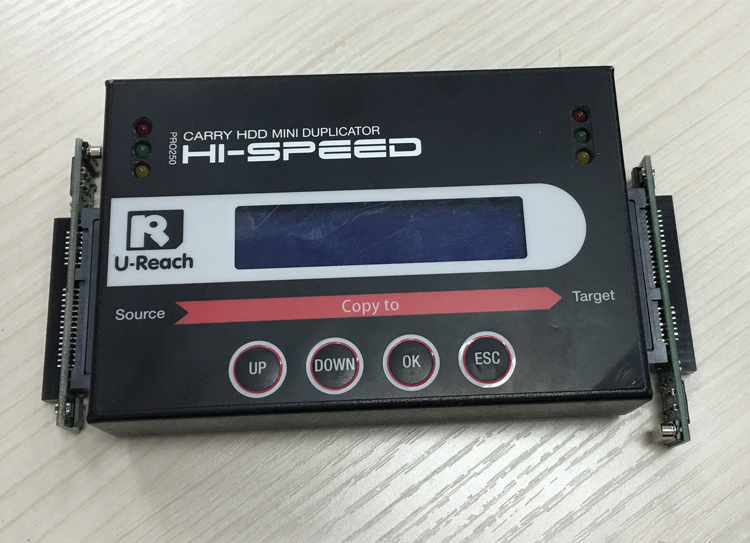 CARRY HDD MINI DUPLICATOR
PRO250
HI-SPEED
R
U-Reach
Source
Copy to
Target
UP
DOWN
OK
ESC